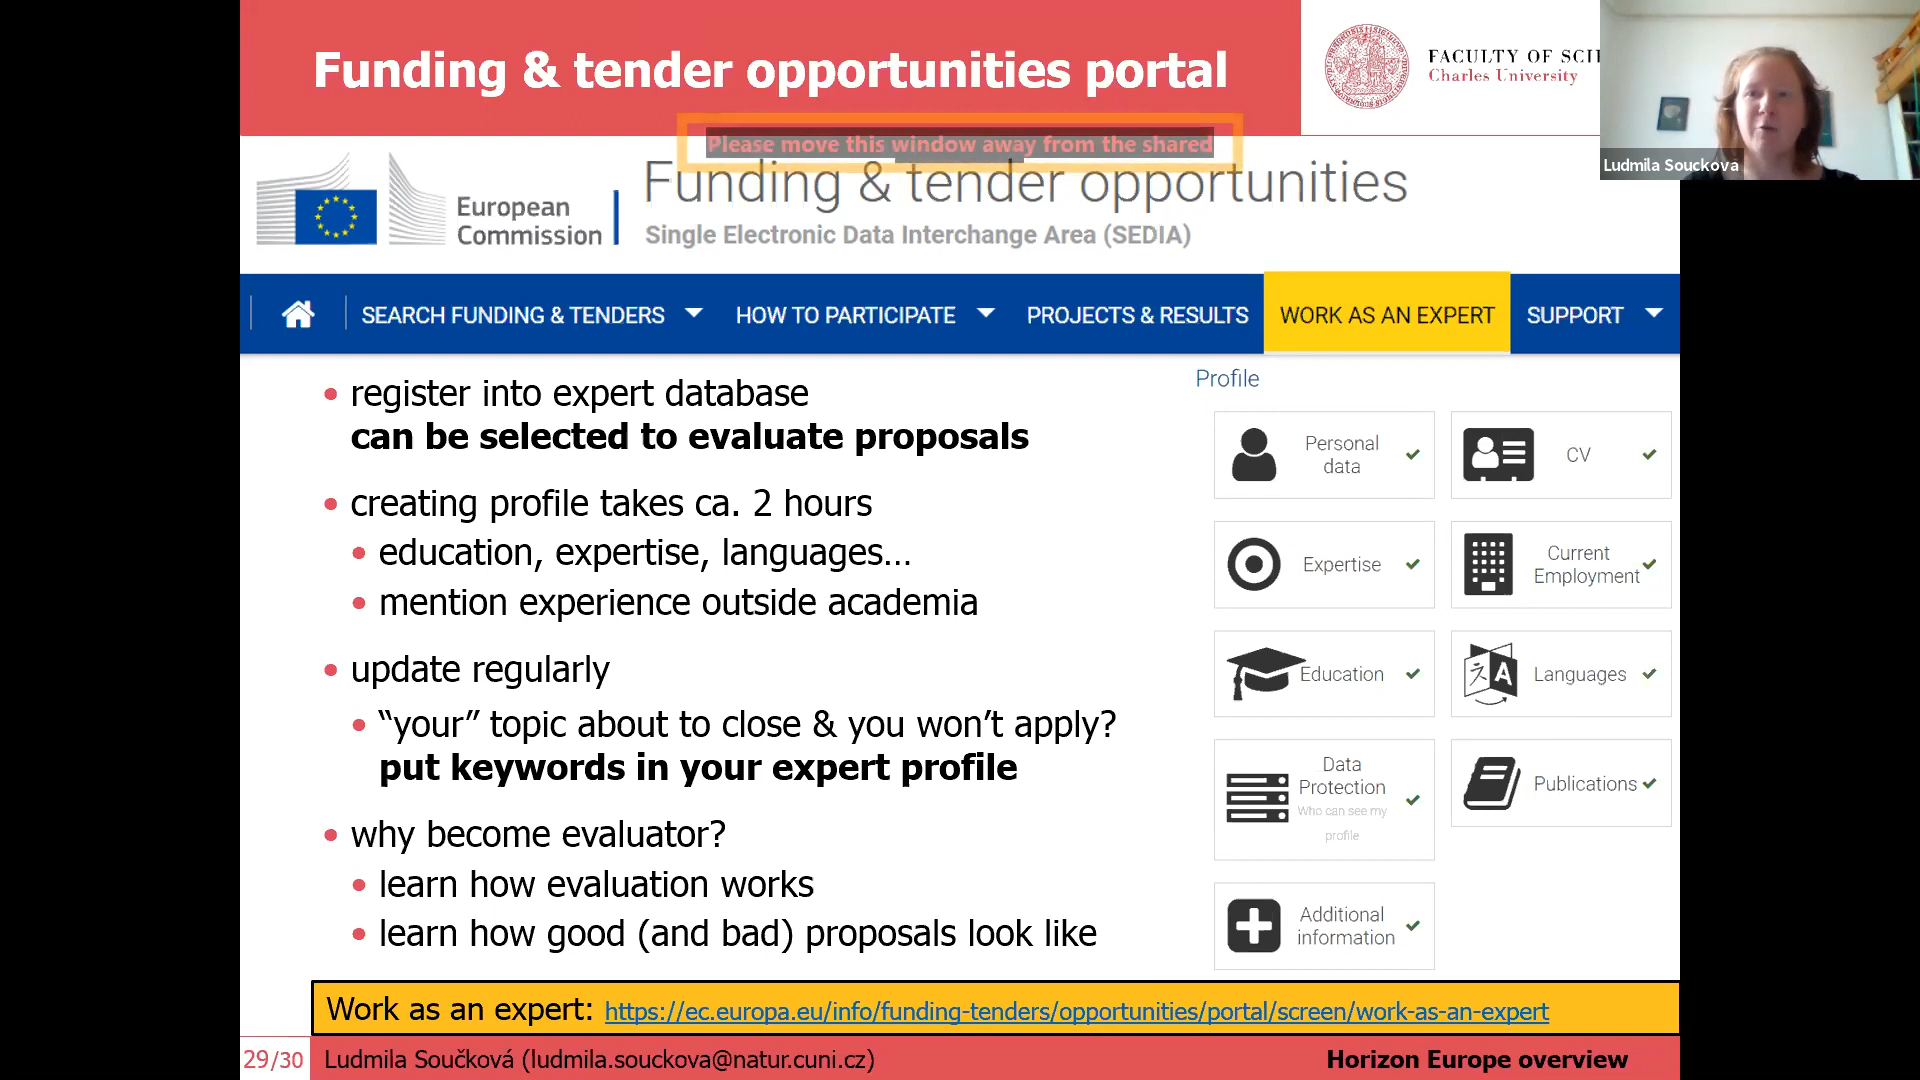 Funding & tender opportunities portal
FACULTY OF SCI
Charles University
Ludmila Souckova
Please move this window away from the shared
European
Commission
Funding & tender opportunities
Single Electronic Data Interchange Area (SEDIA)
SEARCH FUNDING & TENDERS
HOW TO PARTICIPATE
PROJECTS & RESULTS
WORK AS AN EXPERT
SUPPORT
• register into expert database
can be selected to evaluate proposals
• creating profile takes ca. 2 hours
• education, expertise, languages…
• mention experience outside academia
• update regularly
• “your” topic about to close & you won’t apply?
put keywords in your expert profile
• why become evaluator?
• learn how evaluation works
• learn how good (and bad) proposals look like
Profile
Personal
data
CV
Expertise
Current
Employment
Education
Languages
Data
Protection
Who can see my
profile
Publications
Additional
information
Work as an expert: https://ec.europa.eu/info/funding-tenders/opportunities/portal/screen/work-as-an-expert
29/30
Ludmila Součková (ludmila.souckova@natur.cuni.cz)
Horizon Europe overview